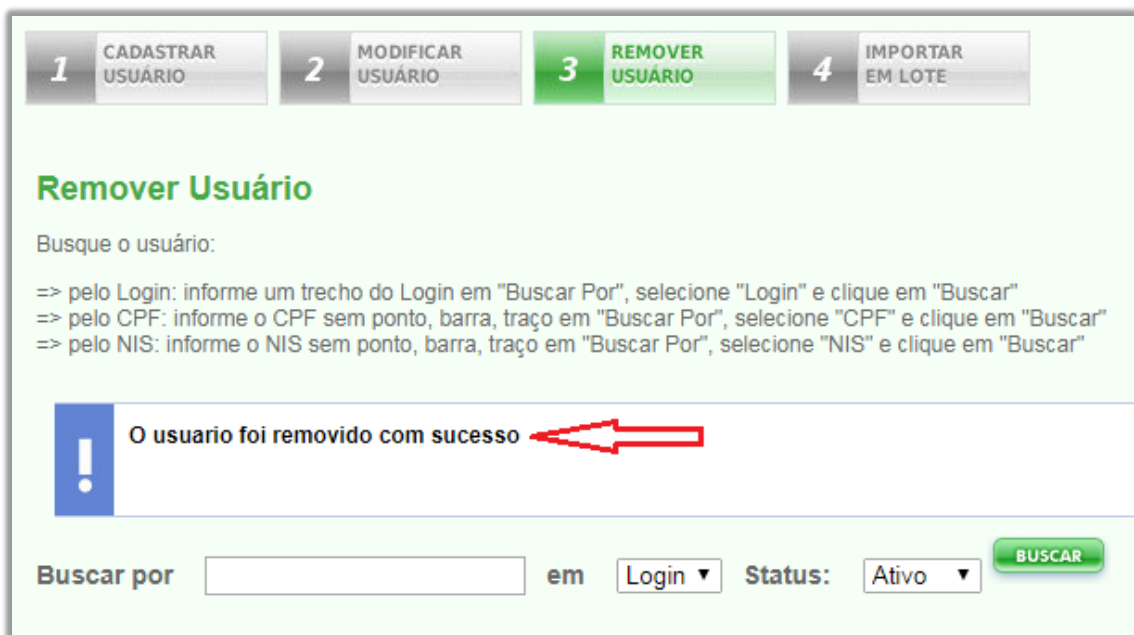 1 CADASTRAR USUÁRIO
2 MODIFICAR USUÁRIO
3 REMOVER USUÁRIO
4 IMPORTAR EM LOTE
Remover Usuário
Busque o usuário:
=> pelo Login: informe um trecho do Login em "Buscar Por", selecione "Login" e clique em "Buscar"
=> pelo CPF: informe o CPF sem ponto, barra, traço em "Buscar Por", selecione "CPF" e clique em "Buscar"
=> pelo NIS: informe o NIS sem ponto, barra, traço em "Buscar Por", selecione "NIS" e clique em "Buscar"
! O usuario foi removido com sucesso
Buscar por em Login Status: Ativo BUSCAR